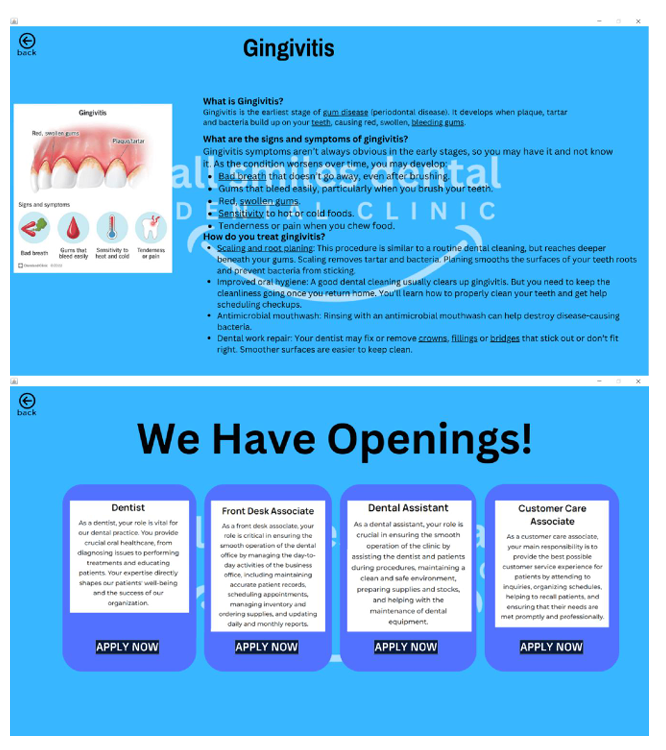 back
Gingivitis
Gingivitis
Red, swollen gums
Plaque/tartar
Signs and symptoms
Bad breath
Gums that bleed easily
Sensitivity to heat and cold
Tenderness or pain
What is Gingivitis?
Gingivitis is the earliest stage of gum disease (periodontal disease). It develops when plaque, tartar
and bacteria build up on your teeth, causing red, swollen, bleeding gums.
What are the signs and symptoms of gingivitis?
Gingivitis symptoms aren't always obvious in the early stages, so you may have it and not know
it. As the condition worsens over time, you may develop:
• Bad breath that doesn't go away, even after brushing.
• Gums that bleed easily, particularly when you brush your teeth.
• Red, swollen gums.
• Sensitivity to hot or cold foods.
• Tenderness or pain when you chew food.
DENTAL CLINIC
How do you treat gingivitis?
• Scaling and root planing: This procedure is similar to a routine dental cleaning, but reaches deeper
beneath your gums. Scaling removes tartar and bacteria. Planing smooths the surfaces of your teeth roots
and prevent bacteria from sticking.
• Improved oral hygiene: A good dental cleaning usually clears up gingivitis. But you need to keep the
cleanliness going once you return home. You'll learn how to properly clean your teeth and get help
scheduling checkups.
• Antimicrobial mouthwash: Rinsing with an antimicrobial mouthwash can help destroy disease-causing
bacteria.
• Dental work repair: Your dentist may fix or remove crowns, fillings or bridges that stick out or don't fit
right. Smoother surfaces are easier to keep clean.
back
We Have Openings!
Dentist
As a dentist, your role is vital for
our dental practice. You provide
crucial oral healthcare, from
diagnosing issues to performing
treatments and educating
patients. Your expertise directly
shapes our patients' well-being
and the success of our
organization.
APPLY NOW
Front Desk Associate
As a front desk associate, your
role is critical in ensuring the
smooth operation of the dental
office by managing the day-to-
day activities of the business
office, including maintaining
accurate patient records,
scheduling appointments,
managing inventory and
ordering supplies, and updating
daily and monthly reports.
APPLY NOW
Dental Assistant
As a dental assistant, your role is
crucial in ensuring the smooth
operation of the clinic by
assisting the dentist and patients
during procedures, maintaining a
clean and safe environment,
preparing supplies and stocks,
and helping with the
maintenance of dental
equipment.
APPLY NOW
Customer Care
Associate
As a customer care associate,
your main responsibility is to
provide the best possible
customer service experience for
patients by attending to
inquiries, organizing schedules,
helping to recall patients, and
ensuring that their needs are
met promptly and professionally.
APPLY NOW